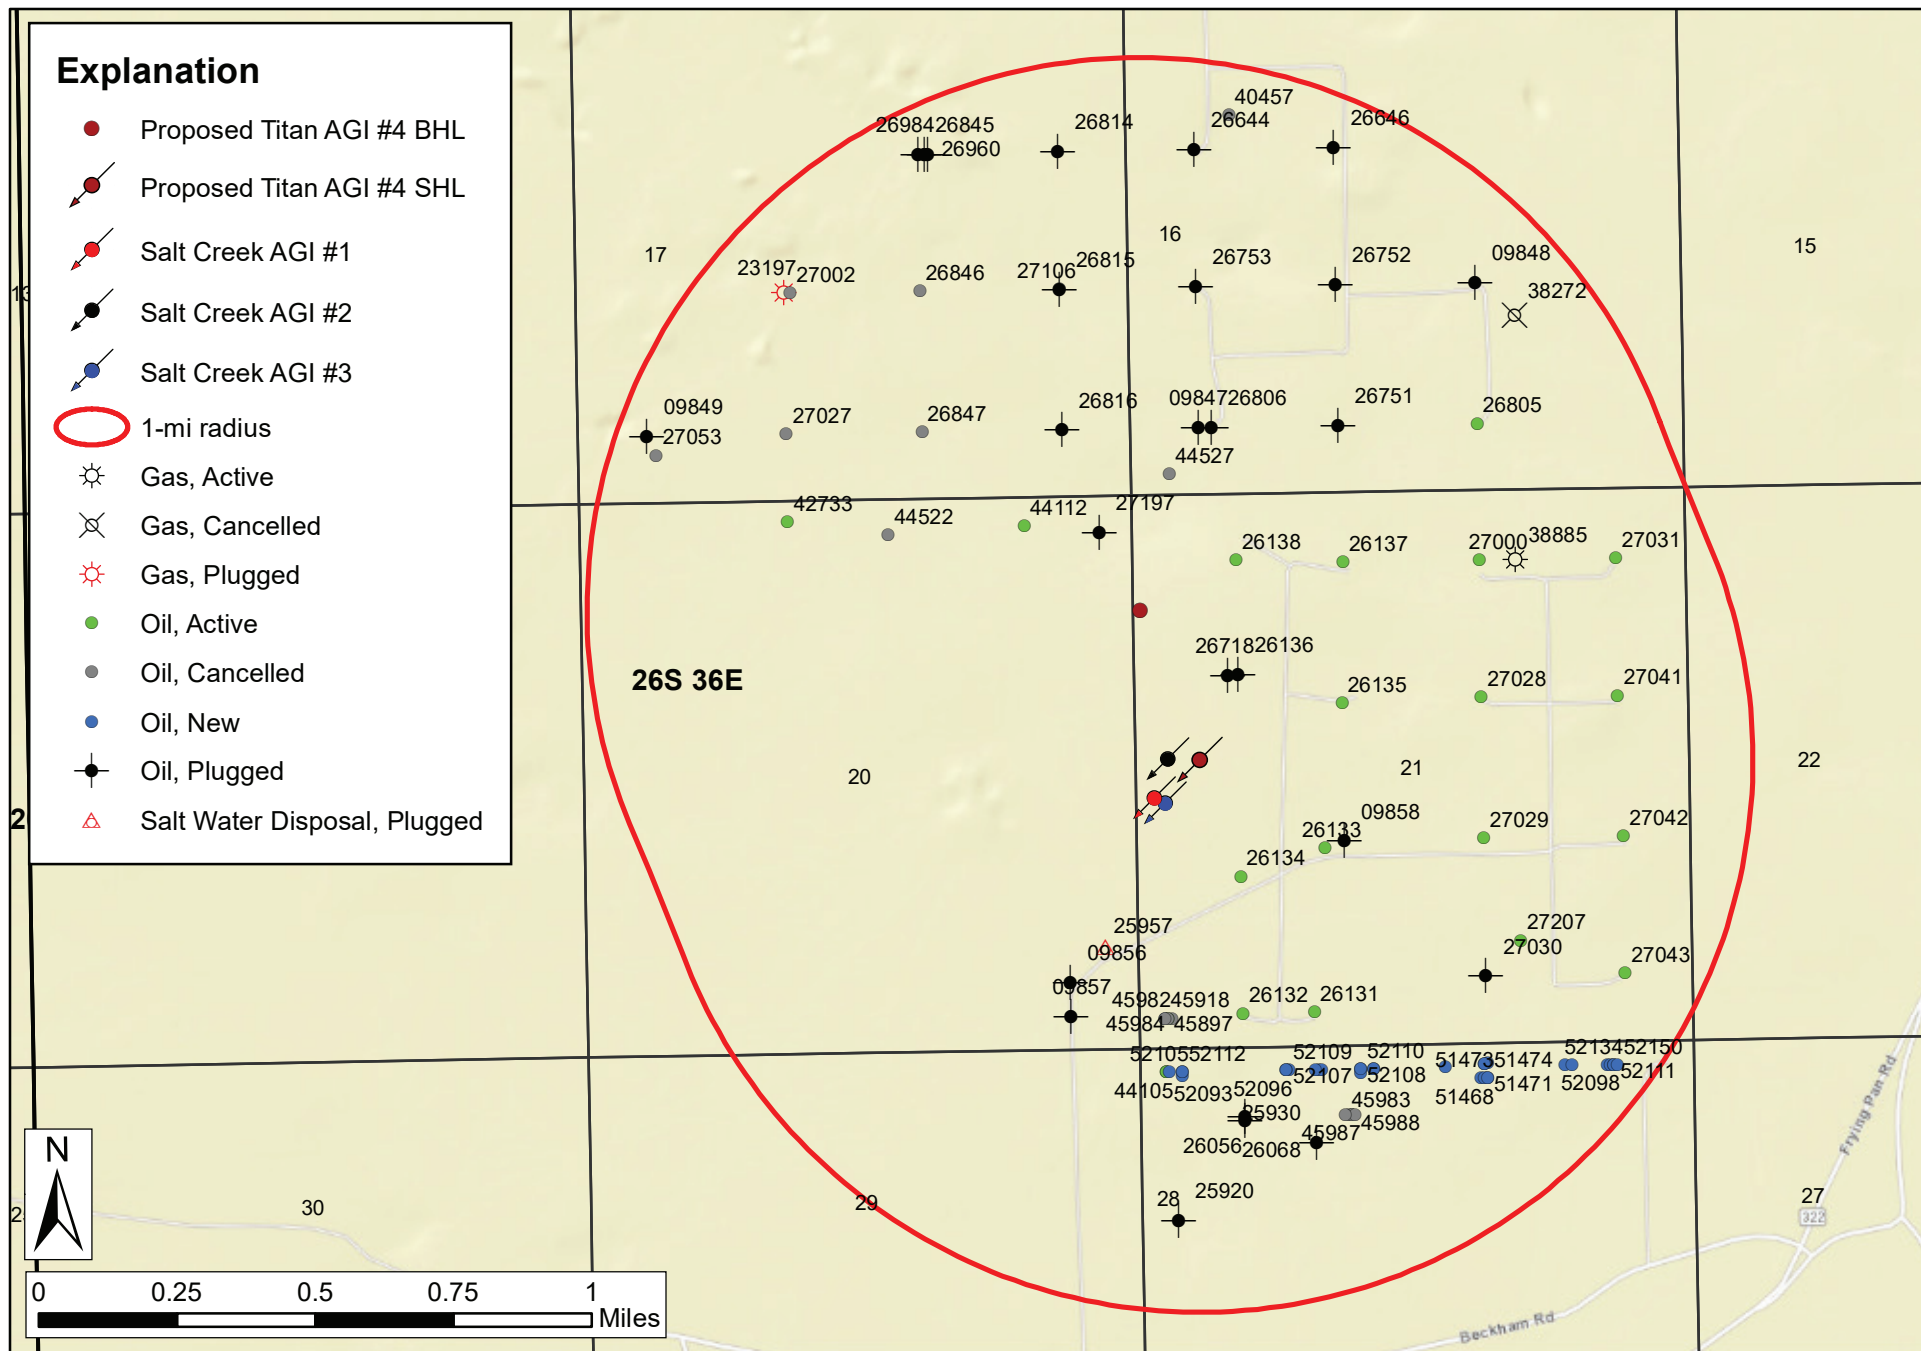 Explanation
Proposed Titan AGI #4 BHL
Proposed Titan AGI #4 SHL
Salt Creek AGI #1
Salt Creek AGI #2
Salt Creek AGI #3
1-mi radius
Gas, Active
Gas, Cancelled
Gas, Plugged
Oil, Active
Oil, Cancelled
Oil, New
Oil, Plugged
Salt Water Disposal, Plugged
40457
26984 26845 26814 26644 26646
26960
17 16 15
23197 27002 26846 27106 26815 26753 26752 09848
38272
13
09849 27027 26847 26816 09847 26806 26751 26805
27053
44527
42733 44522 44112 27197
26138 26137 27000 38885 27031
26718 26136
26S 36E
26135 27028 27041
20 21 22
2
09858 27029 27042
26133
26134
25957 27207
09856 27030 27043
09857
45982 45918 26132 26131
45984 45897
52105 52112 52109 52110 51473 51474 52134 52150
44105 52093 52096 52107 52108 51468 51471 52098 52111
25930 45983
26056 26068 45987 45988
28 25920
30 29 27
322
Frying Pan Rd
Beckham Rd
N
0 0.25 0.5 0.75 1
Miles